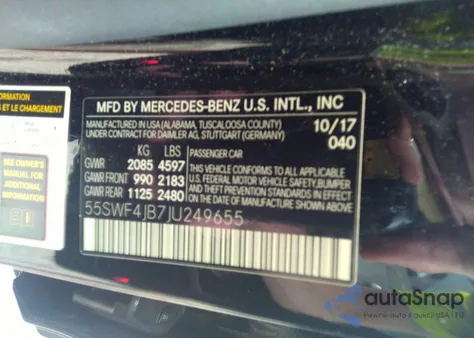 INFORMATION
S ET LE CHARGEMENT
SEE OWNER'S
MANUAL FOR
MFD BY MERCEDES-BENZ U.S. INTL., INC
MANUFACTURED IN USA (ALABAMA, TUSCALOOSA COUNTY)
UNDER CONTRACT FOR DAIMLER AG, STUTTGART (GERMANY)
10/17
040
KG LBS
GVWR 2085 4597
GAWR FRONT 990 2183
GAWR REAR 1125 2480
PASSENGER CAR
THIS VEHICLE CONFORMS TO ALL APPLICABLE
U.S. FEDERAL MOTOR VEHICLE SAFETY, BUMPER
AND THEFT PREVENTION STANDARDS IN EFFECT
ON THE DATE OF MANUFACTURE SHOWN ABOVE
55SWF4JB7JU249655
autoSnap